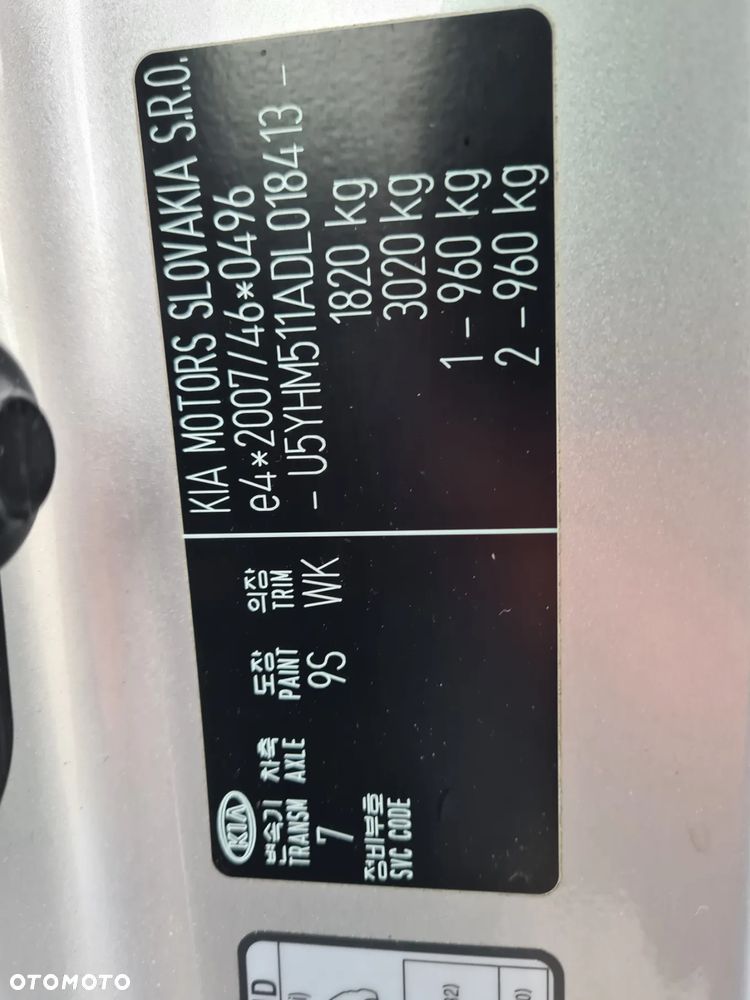 KIA MOTORS SLOVAKIA S.R.O.
e4*2007/46*0496
- U5YHM511ADL018413 -
1820 kg
3020 kg
1 - 960 kg
2 - 960 kg
KIA
변속기 차축 도장 의장
TRANSM AXLE PAINT TRIM
7 9S WK
정비부호
SVC CODE
OTOMOTO